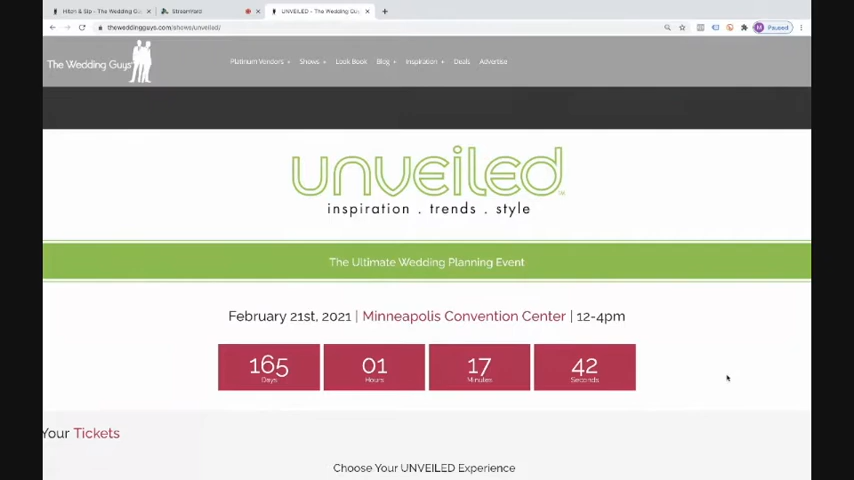 Hitch & Sip - The Wedding Gu
StreamYard
UNVEILED - The Wedding Guy
theweddingguys.com/shows/unveiled/
M
Paused
The Wedding Guys
Platinum Vendors
Shows
Look Book
Blog
Inspiration
Deals
Advertise
unveiled
inspiration . trends . style
The Ultimate Wedding Planning Event
February 21st, 2021 | Minneapolis Convention Center | 12-4pm
165 01 17 42
Days Hours Minutes Seconds
Your Tickets
Choose Your UNVEILED Experience